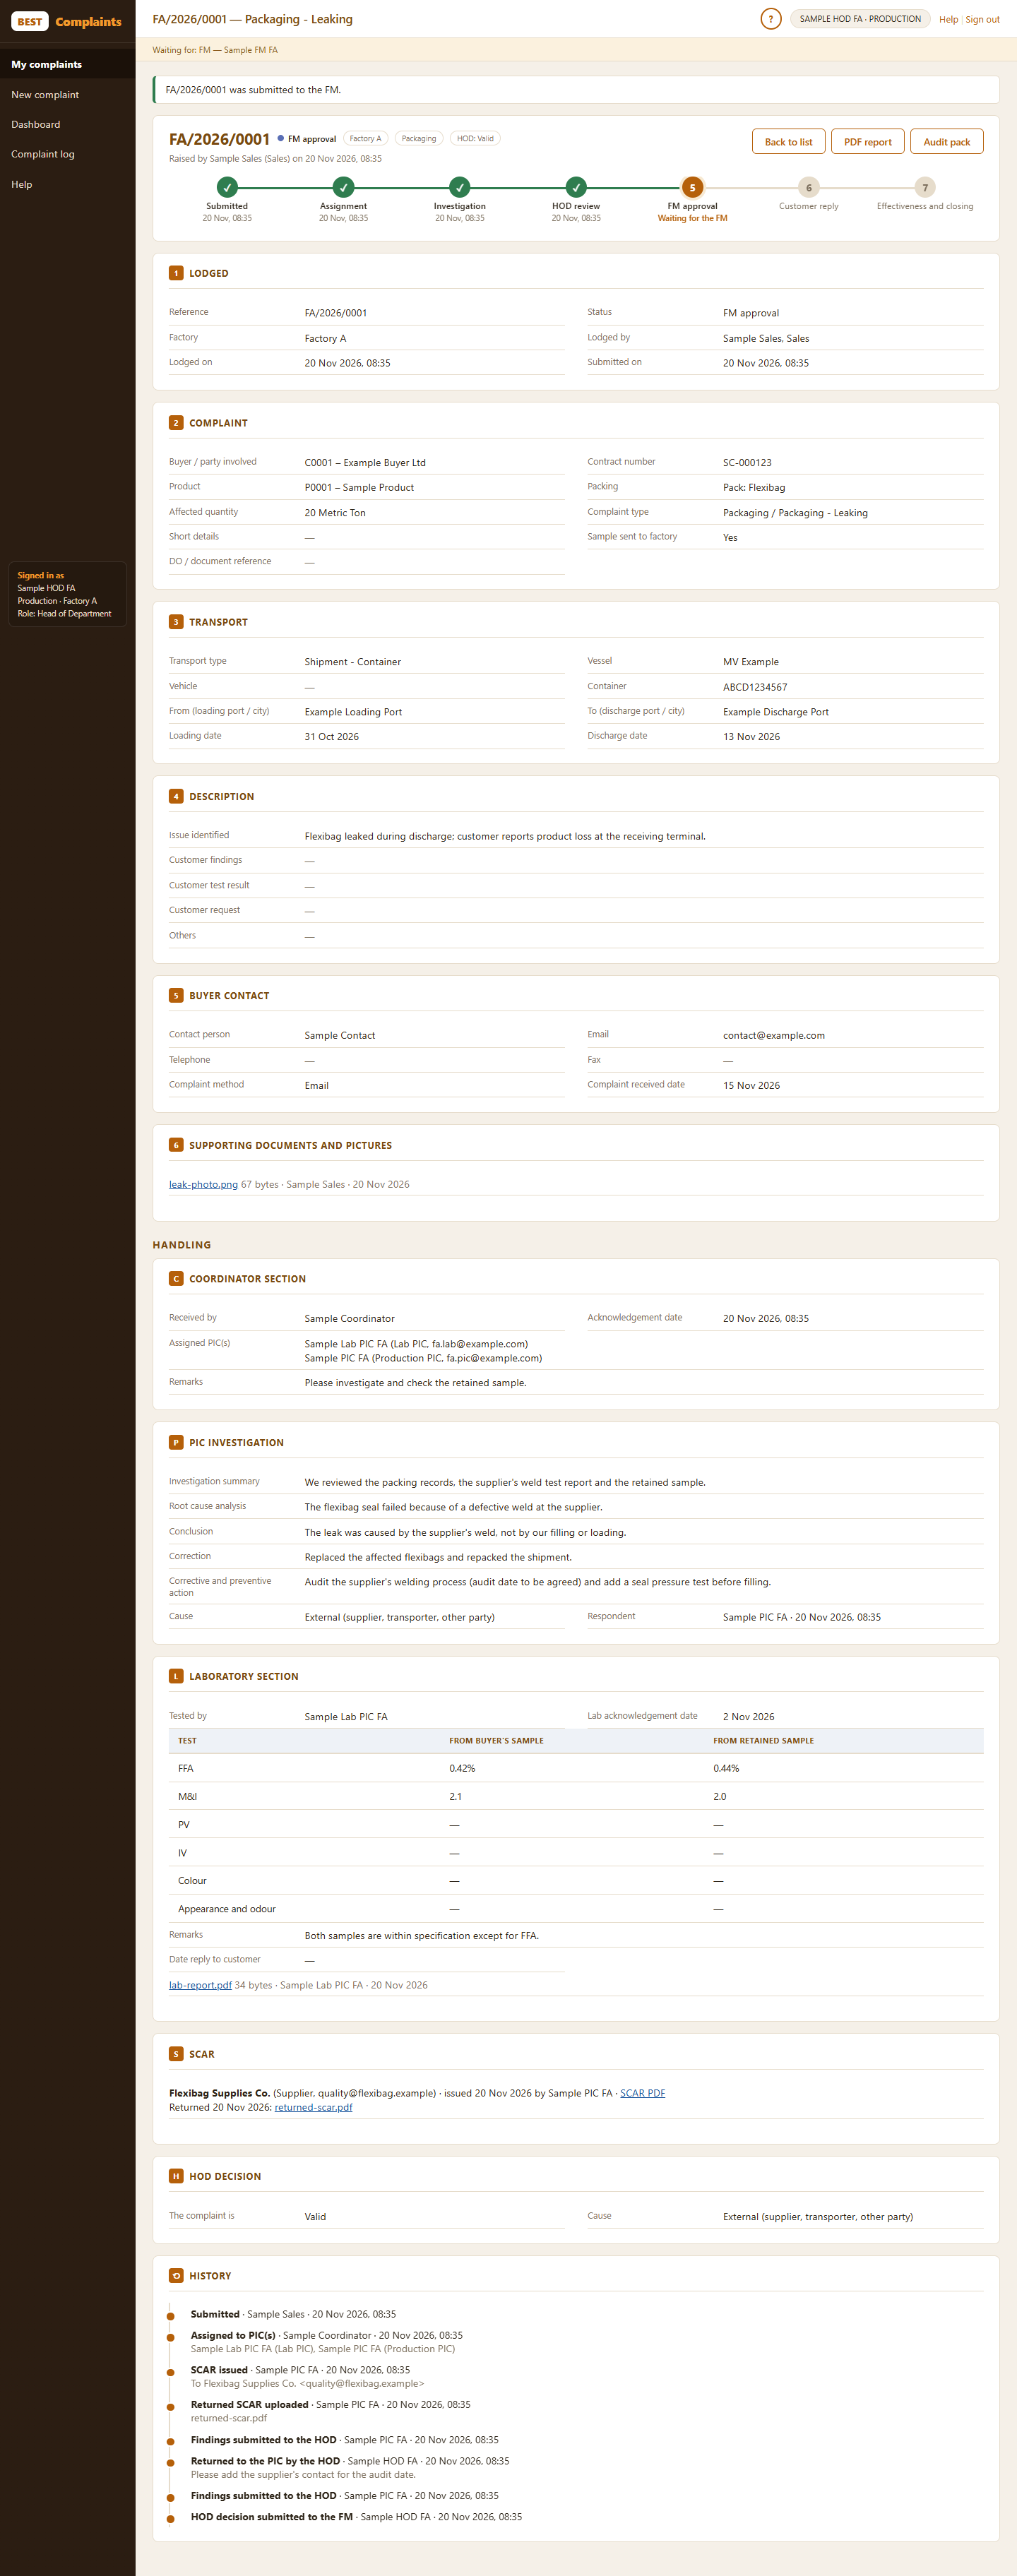 BEST Complaints
My complaints
New complaint
Dashboard
Complaint log
Help
Signed in as
Sample HOD FA
Production · Factory A
Role: Head of Department
FA/2026/0001 — Packaging - Leaking
? SAMPLE HOD FA · PRODUCTION Help | Sign out
Waiting for: FM — Sample FM FA
FA/2026/0001 was submitted to the FM.
FA/2026/0001 FM approval Factory A Packaging HOD: Valid
Back to list PDF report Audit pack
Raised by Sample Sales (Sales) on 20 Nov 2026, 08:35
5 6 7
Submitted Assignment Investigation HOD review FM approval Customer reply Effectiveness and closing
20 Nov, 08:35 20 Nov, 08:35 20 Nov, 08:35 20 Nov, 08:35 Waiting for the FM
1 LODGED
Reference FA/2026/0001 Status FM approval
Factory Factory A Lodged by Sample Sales, Sales
Lodged on 20 Nov 2026, 08:35 Submitted on 20 Nov 2026, 08:35
2 COMPLAINT
Buyer / party involved C0001 – Example Buyer Ltd Contract number SC-000123
Product P0001 – Sample Product Packing Pack: Flexibag
Affected quantity 20 Metric Ton Complaint type Packaging / Packaging - Leaking
Short details — Sample sent to factory Yes
DO / document reference —
3 TRANSPORT
Transport type Shipment - Container Vessel MV Example
Vehicle — Container ABCD1234567
From (loading port / city) Example Loading Port To (discharge port / city) Example Discharge Port
Loading date 31 Oct 2026 Discharge date 13 Nov 2026
4 DESCRIPTION
Issue identified Flexibag leaked during discharge; customer reports product loss at the receiving terminal.
Customer findings —
Customer test result —
Customer request —
Others —
5 BUYER CONTACT
Contact person Sample Contact Email contact@example.com
Telephone — Fax —
Complaint method Email Complaint received date 15 Nov 2026
6 SUPPORTING DOCUMENTS AND PICTURES
leak-photo.png 67 bytes · Sample Sales · 20 Nov 2026
HANDLING
C COORDINATOR SECTION
Received by Sample Coordinator Acknowledgement date 20 Nov 2026, 08:35
Assigned PIC(s) Sample Lab PIC FA (Lab PIC, fa.lab@example.com)
Sample PIC FA (Production PIC, fa.pic@example.com)
Remarks Please investigate and check the retained sample.
P PIC INVESTIGATION
Investigation summary We reviewed the packing records, the supplier's weld test report and the retained sample.
Root cause analysis The flexibag seal failed because of a defective weld at the supplier.
Conclusion The leak was caused by the supplier's weld, not by our filling or loading.
Correction Replaced the affected flexibags and repacked the shipment.
Corrective and preventive action Audit the supplier's welding process (audit date to be agreed) and add a seal pressure test before filling.
Cause External (supplier, transporter, other party) Respondent Sample PIC FA · 20 Nov 2026, 08:35
L LABORATORY SECTION
Tested by Sample Lab PIC FA Lab acknowledgement date 2 Nov 2026
TEST FROM BUYER'S SAMPLE FROM RETAINED SAMPLE
FFA 0.42% 0.44%
M&I 2.1 2.0
PV — —
IV — —
Colour — —
Appearance and odour — —
Remarks Both samples are within specification except for FFA.
Date reply to customer —
lab-report.pdf 34 bytes · Sample Lab PIC FA · 20 Nov 2026
S SCAR
Flexibag Supplies Co. (Supplier, quality@flexibag.example) · issued 20 Nov 2026 by Sample PIC FA · SCAR PDF
Returned 20 Nov 2026: returned-scar.pdf
H HOD DECISION
The complaint is Valid Cause External (supplier, transporter, other party)
HISTORY
Submitted · Sample Sales · 20 Nov 2026, 08:35
Assigned to PIC(s) · Sample Coordinator · 20 Nov 2026, 08:35
Sample Lab PIC FA (Lab PIC), Sample PIC FA (Production PIC)
SCAR issued · Sample PIC FA · 20 Nov 2026, 08:35
To Flexibag Supplies Co. <quality@flexibag.example>
Returned SCAR uploaded · Sample PIC FA · 20 Nov 2026, 08:35
returned-scar.pdf
Findings submitted to the HOD · Sample PIC FA · 20 Nov 2026, 08:35
Returned to the PIC by the HOD · Sample HOD FA · 20 Nov 2026, 08:35
Please add the supplier's contact for the audit date.
Findings submitted to the HOD · Sample PIC FA · 20 Nov 2026, 08:35
HOD decision submitted to the FM · Sample HOD FA · 20 Nov 2026, 08:35